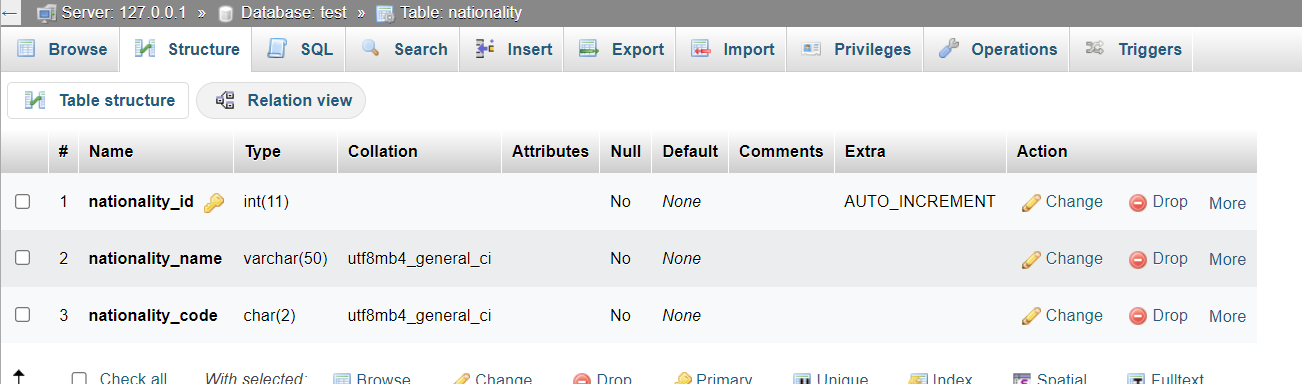 ← Server: 127.0.0.1 » Database: test » Table: nationality
Browse Structure SQL Search Insert Export Import Privileges Operations Triggers
Table structure Relation view
# Name Type Collation Attributes Null Default Comments Extra Action
1 nationality_id int(11) No None AUTO_INCREMENT Change Drop More
2 nationality_name varchar(50) utf8mb4_general_ci No None Change Drop More
3 nationality_code char(2) utf8mb4_general_ci No None Change Drop More
Check all With selected: Browse Change Drop Primary Unique Index Spatial Fulltext